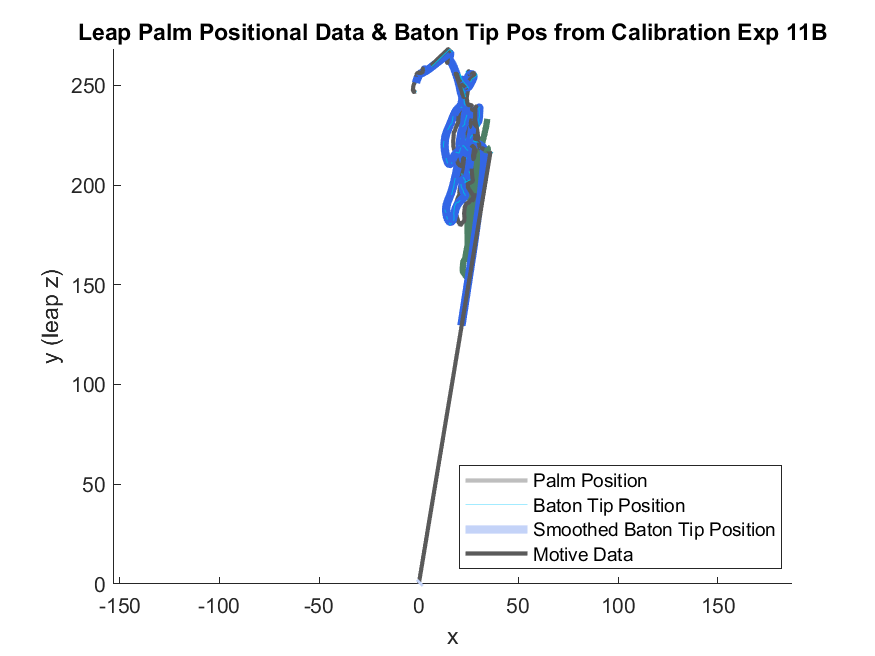 Leap Palm Positional Data & Baton Tip Pos from Calibration Exp 11B
250
200
150
100
50
0
y (leap z)
-150 -100 -50 0 50 100 150
x
Palm Position
Baton Tip Position
Smoothed Baton Tip Position
Motive Data